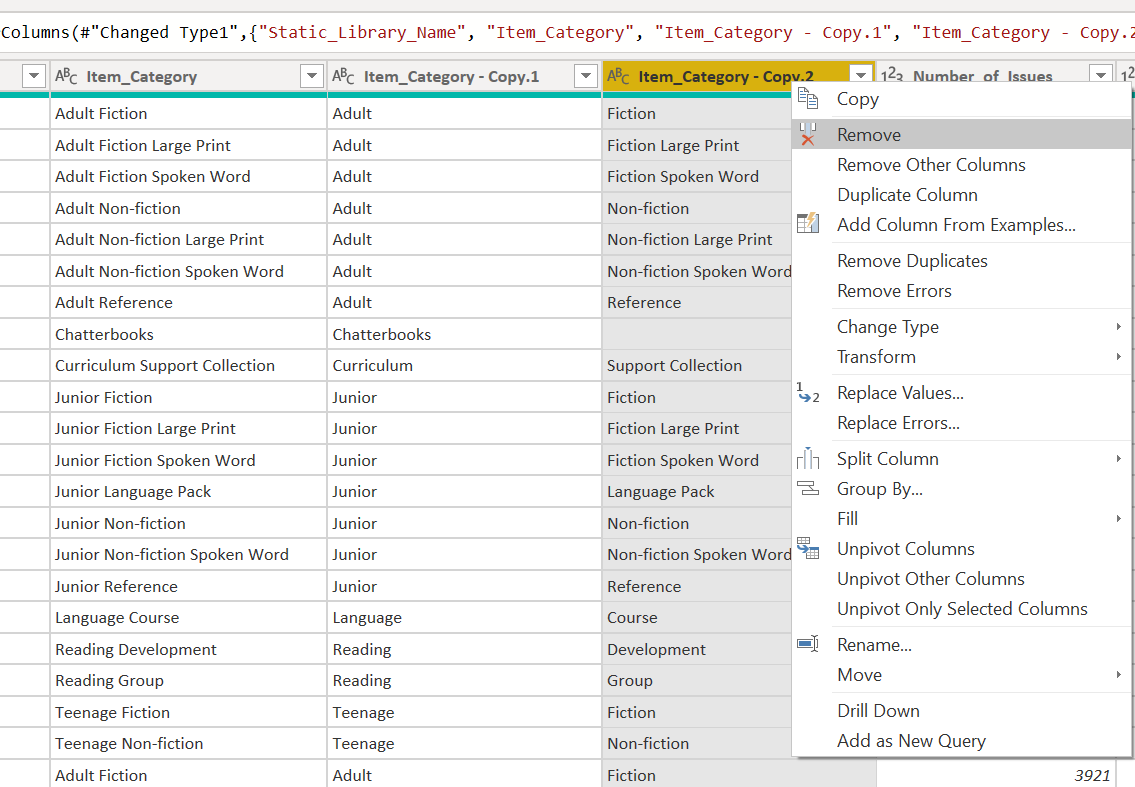 Columns(#"Changed Type1",{"Static_Library_Name", "Item_Category", "Item_Category - Copy.1", "Item_Category - Copy.2
ABC Item_Category ABC Item_Category - Copy.1 ABC Item_Category - Copy.2 123 Number_of_Issues 12
Adult Fiction Adult Fiction
Adult Fiction Large Print Adult Fiction Large Print
Adult Fiction Spoken Word Adult Fiction Spoken Word
Adult Non-fiction Adult Non-fiction
Adult Non-fiction Large Print Adult Non-fiction Large Print
Adult Non-fiction Spoken Word Adult Non-fiction Spoken Word
Adult Reference Adult Reference
Chatterbooks Chatterbooks
Curriculum Support Collection Curriculum Support Collection
Junior Fiction Junior Fiction
Junior Fiction Large Print Junior Fiction Large Print
Junior Fiction Spoken Word Junior Fiction Spoken Word
Junior Language Pack Junior Language Pack
Junior Non-fiction Junior Non-fiction
Junior Non-fiction Spoken Word Junior Non-fiction Spoken Word
Junior Reference Junior Reference
Language Course Language Course
Reading Development Reading Development
Reading Group Reading Group
Teenage Fiction Teenage Fiction
Teenage Non-fiction Teenage Non-fiction
Adult Fiction Adult Fiction 3921
Copy
Remove
Remove Other Columns
Duplicate Column
Add Column From Examples...
Remove Duplicates
Remove Errors
Change Type
Transform
1 2 Replace Values...
Replace Errors...
Split Column
Group By...
Fill
Unpivot Columns
Unpivot Other Columns
Unpivot Only Selected Columns
Rename...
Move
Drill Down
Add as New Query